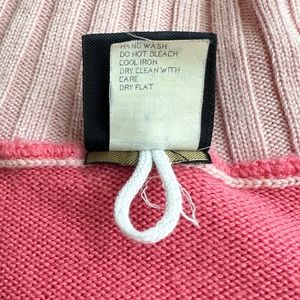 HAND WASH
DO NOT BLEACH
COOL IRON
DRY CLEAN WITH
CARE
DRY FLAT